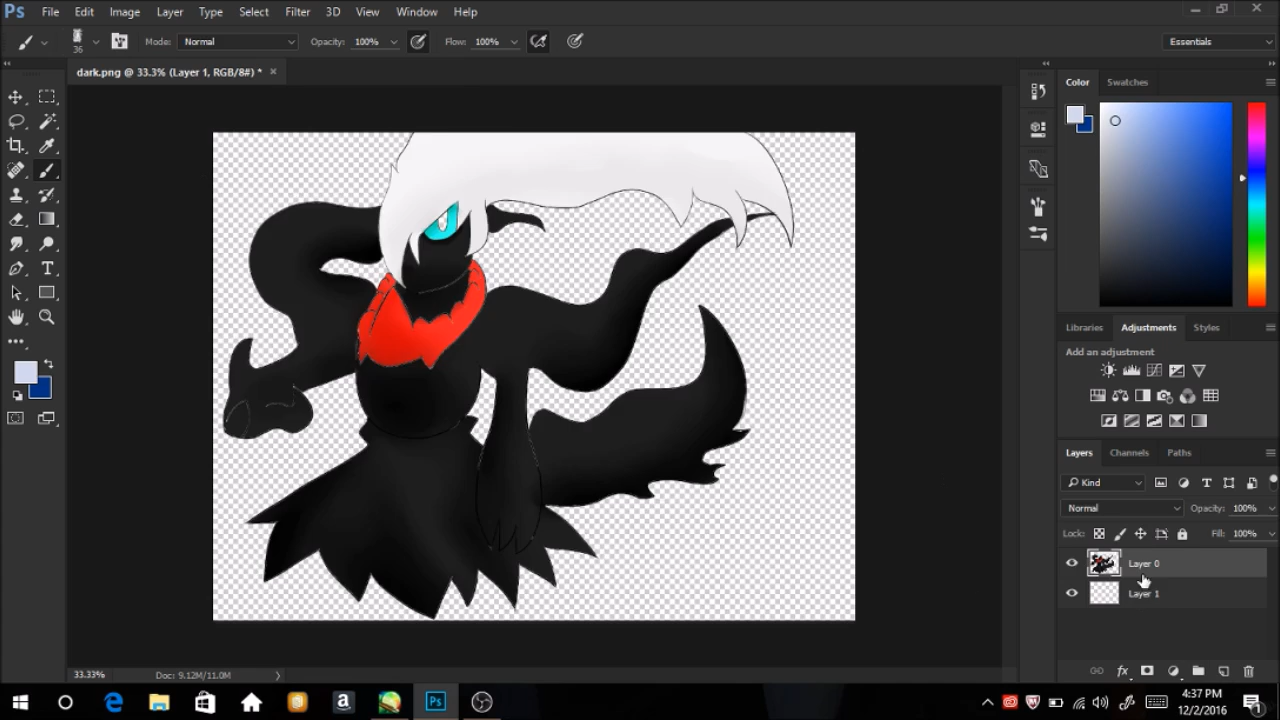 Ps File Edit Image Layer Type Select Filter 3D View Window Help
36 Mode: Normal Opacity: 100% Flow: 100% Essentials
dark.png @ 33.3% (Layer 1, RGB/8#) * ×
Color Swatches
Libraries Adjustments Styles
Add an adjustment
Layers Channels Paths
Kind
Normal Opacity: 100%
Lock: Fill: 100%
Layer 0
Layer 1
33.33% Doc: 9.12M/11.0M
4:37 PM
12/2/2016